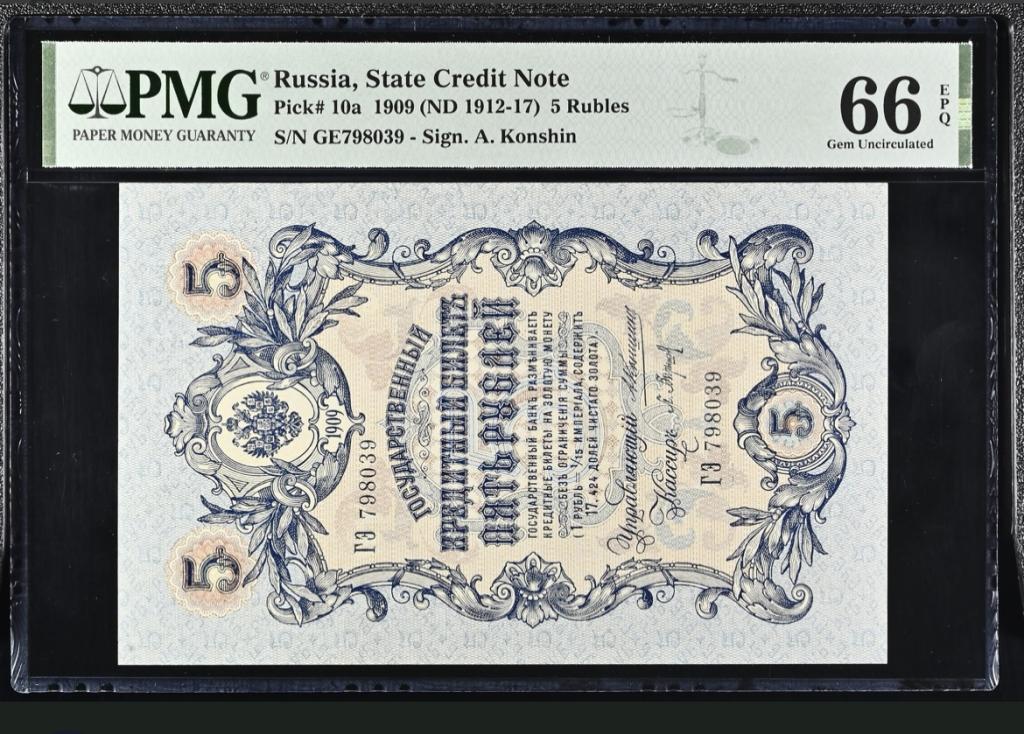 PMG®
PAPER MONEY GUARANTY
Russia, State Credit Note
Pick# 10a 1909 (ND 1912-17) 5 Rubles
S/N GE798039 - Sign. A. Konshin
66
EPQ
Gem Uncirculated
5
5
1909
ГЭ 798039
ГОСУДАРСТВЕННЫЙ
КРЕДИТНЫЙ БИЛЕТЪ
ПЯТЬ РУБЛЕЙ
ГОСУДАРСТВЕННЫЙ БАНКЪ РАЗМѢНИВАЕТЪ
КРЕДИТНЫЕ БИЛЕТЫ НА ЗОЛОТУЮ МОНЕТУ
БЕЗЪ ОГРАНИЧЕНІЯ СУММЫ
(1 РУБЛЬ = 1/15 ИМПЕРІАЛА, СОДЕРЖИТЪ
17,424 ДОЛЕЙ ЧИСТАГО ЗОЛОТА)
Управляющій
Кассиръ
ГЭ 798039
5